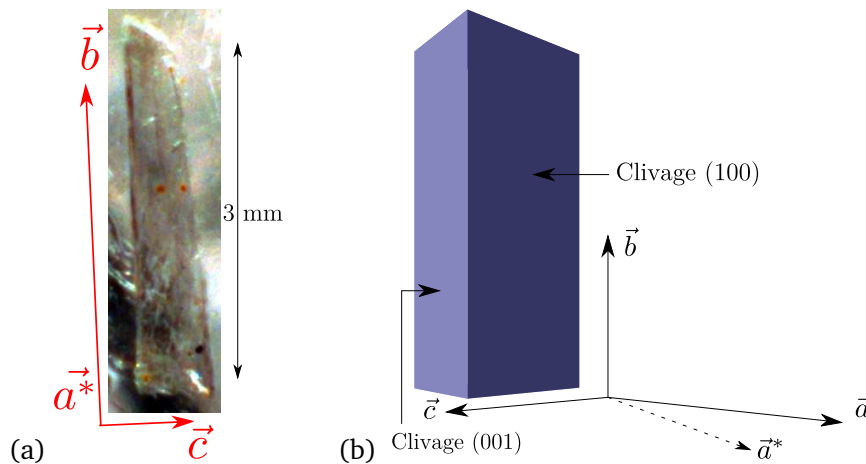 b⃗
3 mm
a⃗*
c⃗
(a)
Clivage (100)
b⃗
c⃗
a⃗
Clivage (001)
a⃗*
(b)